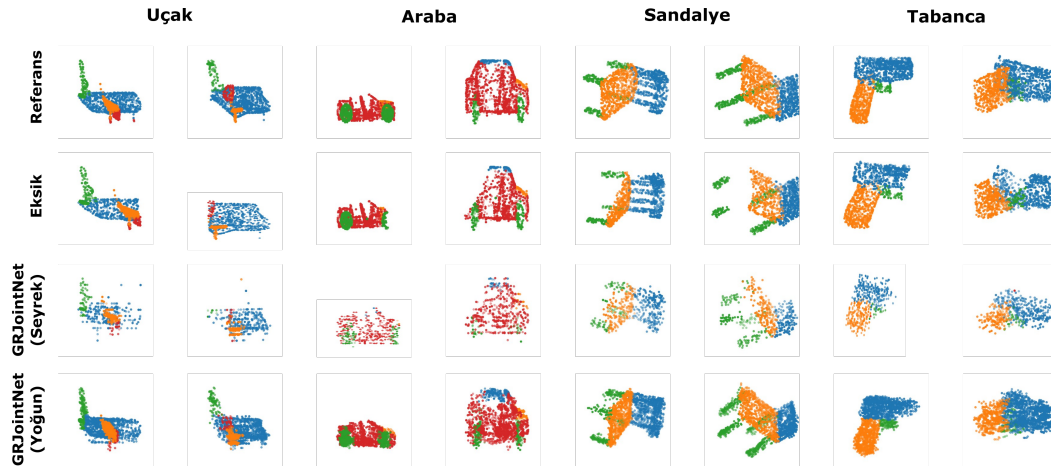 Uçak Araba Sandalye Tabanca
Referans
Eksik
GRJointNet
(Seyrek)
GRJointNet
(Yoğun)